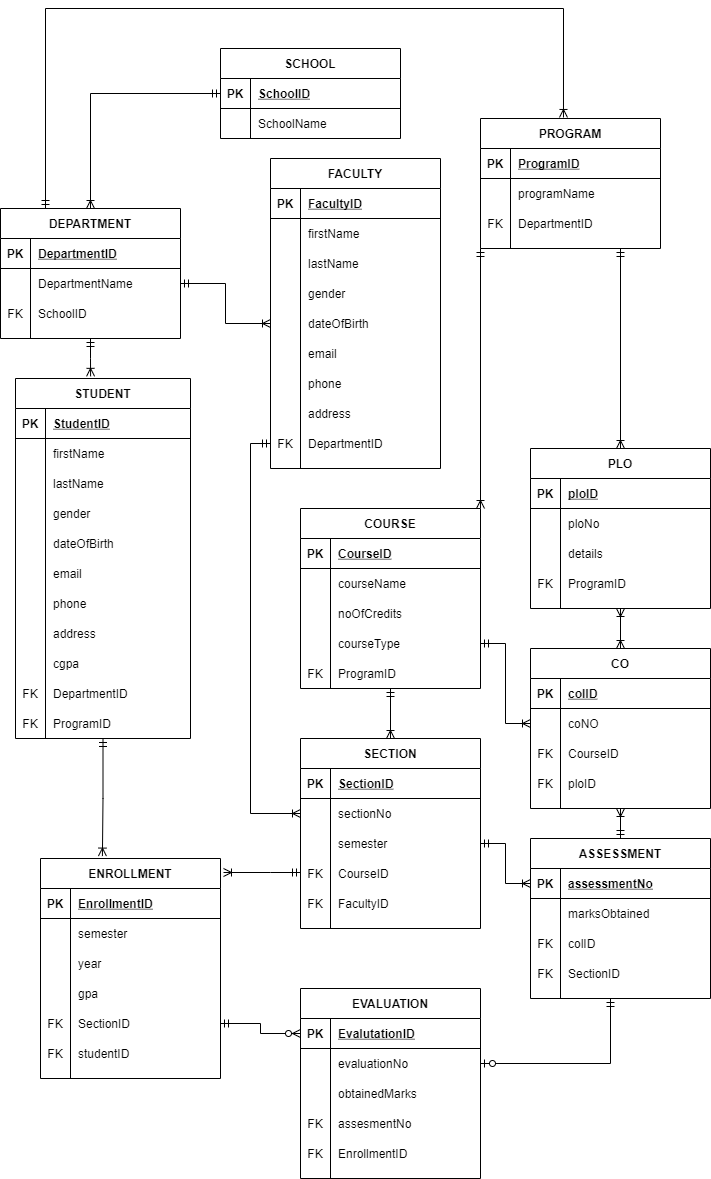 SCHOOL
PK SchoolID
SchoolName
PROGRAM
PK ProgramID
programName
FK DepartmentID
FACULTY
PK FacultyID
firstName
lastName
gender
dateOfBirth
email
phone
address
FK DepartmentID
DEPARTMENT
PK DepartmentID
DepartmentName
FK SchoolID
STUDENT
PK StudentID
firstName
lastName
gender
dateOfBirth
email
phone
address
cgpa
FK DepartmentID
FK ProgramID
PLO
PK ploID
ploNo
details
FK ProgramID
COURSE
PK CourseID
courseName
noOfCredits
courseType
FK ProgramID
CO
PK coIID
coNO
FK CourseID
FK ploID
SECTION
PK SectionID
sectionNo
semester
FK CourseID
FK FacultyID
ASSESSMENT
PK assessmentNo
marksObtained
FK coIID
FK SectionID
ENROLLMENT
PK EnrollmentID
semester
year
gpa
FK SectionID
FK studentID
EVALUATION
PK EvalutationID
evaluationNo
obtainedMarks
FK assesmentNo
FK EnrollmentID